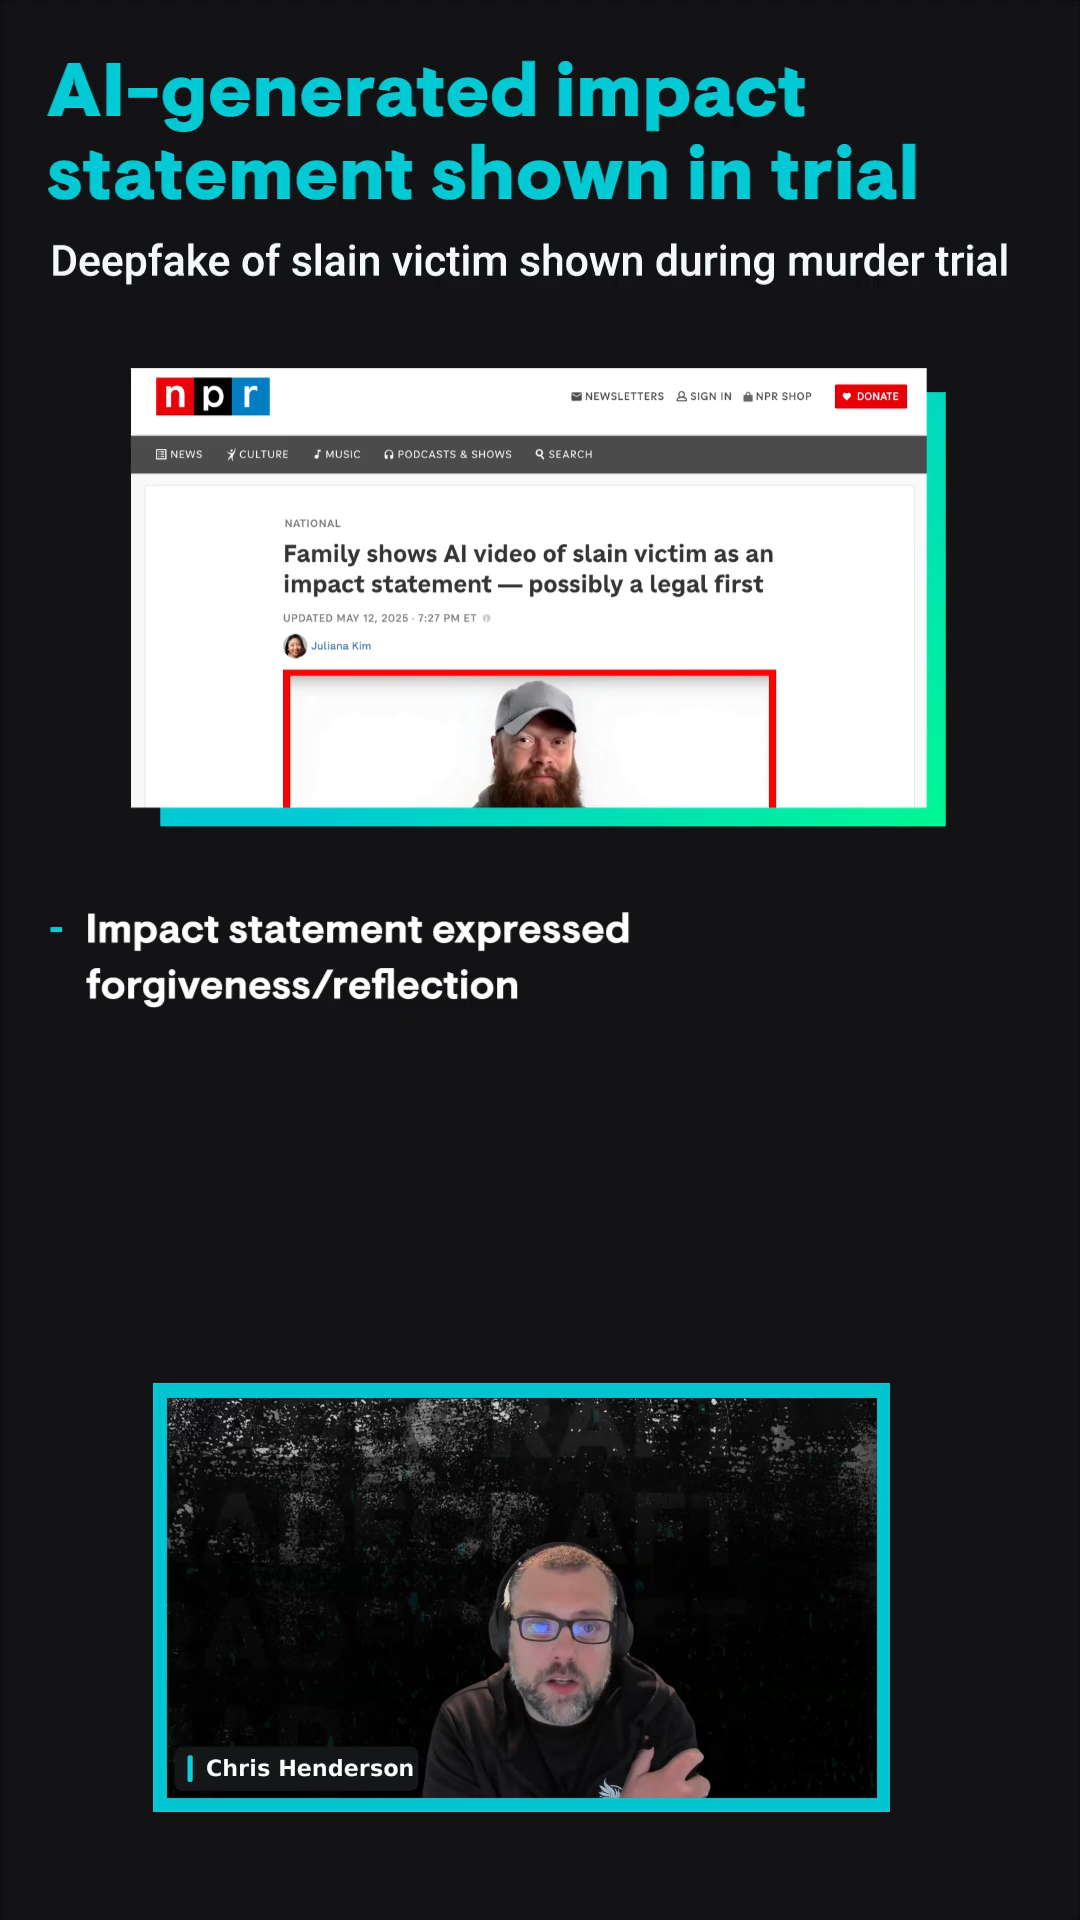 AI-generated impact
statement shown in trial
Deepfake of slain victim shown during murder trial
npr
NEWSLETTERS SIGN IN NPR SHOP DONATE
NEWS CULTURE MUSIC PODCASTS & SHOWS SEARCH
NATIONAL
Family shows AI video of slain victim as an
impact statement — possibly a legal first
UPDATED MAY 12, 2025 · 7:27 PM ET
Juliana Kim
- Impact statement expressed
forgiveness/reflection
Chris Henderson